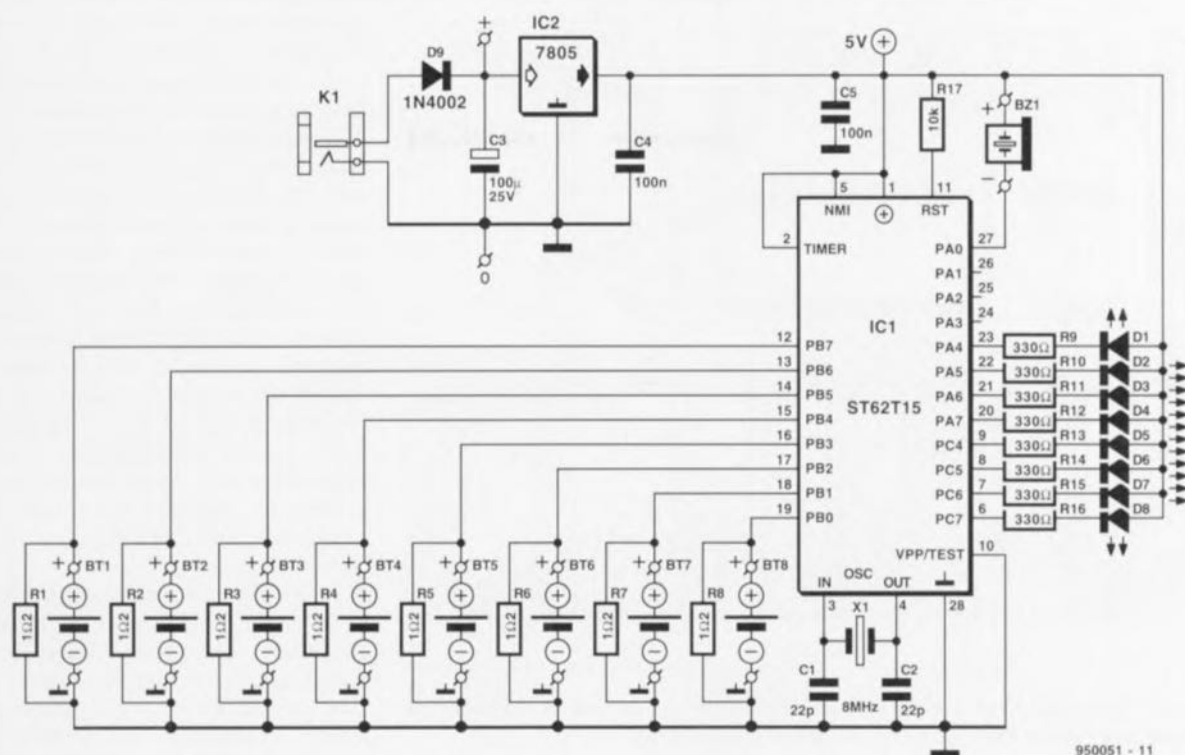 IC2
7805
D9
1N4002
K1
+
C3
100µ
25V
0
C4
100n
5V
C5
100n
R17
10k
+
BZ1
−
5
1
11
NMI
RST
2
TIMER
PA0
27
PA1
26
PA2
25
PA3
24
IC1
ST62T15
12
PB7
13
PB6
14
PB5
15
PB4
16
PB3
17
PB2
18
PB1
19
PB0
PA4
23
330Ω
R9
D1
PA5
22
330Ω
R10
D2
PA6
21
330Ω
R11
D3
PA7
20
330Ω
R12
D4
PC4
9
330Ω
R13
D5
PC5
8
330Ω
R14
D6
PC6
7
330Ω
R15
D7
PC7
6
330Ω
R16
D8
VPP/TEST
10
IN
OSC
OUT
3
X1
4
28
C1
22p
8MHz
C2
22p
R1
1Ω2
+ BT1
R2
1Ω2
+ BT2
R3
1Ω2
+ BT3
R4
1Ω2
+ BT4
R5
1Ω2
+ BT5
R6
1Ω2
+ BT6
R7
1Ω2
+ BT7
R8
1Ω2
+ BT8
950051 - 11